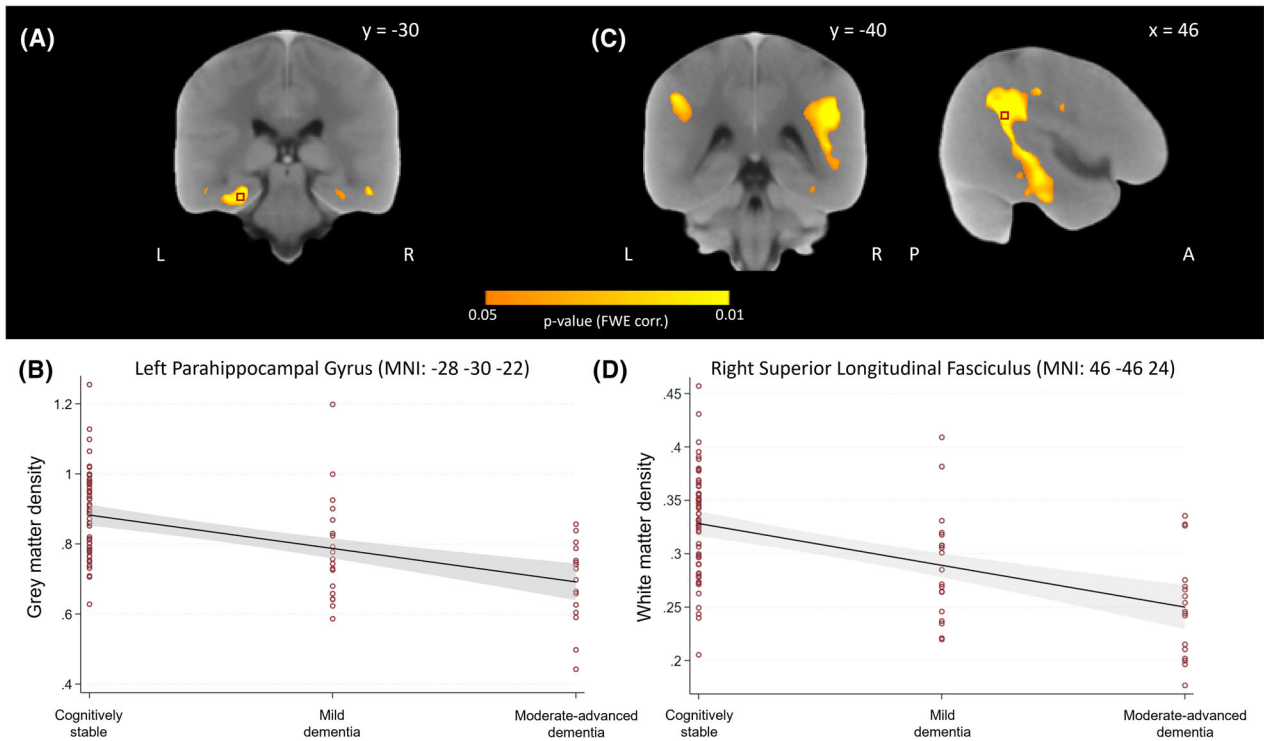 (A)
y = -30
L
R
(C)
y = -40
x = 46
L
R
P
A
0.05
0.01
p-value (FWE corr.)
(B)
Left Parahippocampal Gyrus (MNI: -28 -30 -22)
Grey matter density
1.2
1
.8
.6
.4
Cognitively
stable
Mild
dementia
Moderate-advanced
dementia
(D)
Right Superior Longitudinal Fasciculus (MNI: 46 -46 24)
White matter density
.45
.4
.35
.3
.25
.2
Cognitively
stable
Mild
dementia
Moderate-advanced
dementia